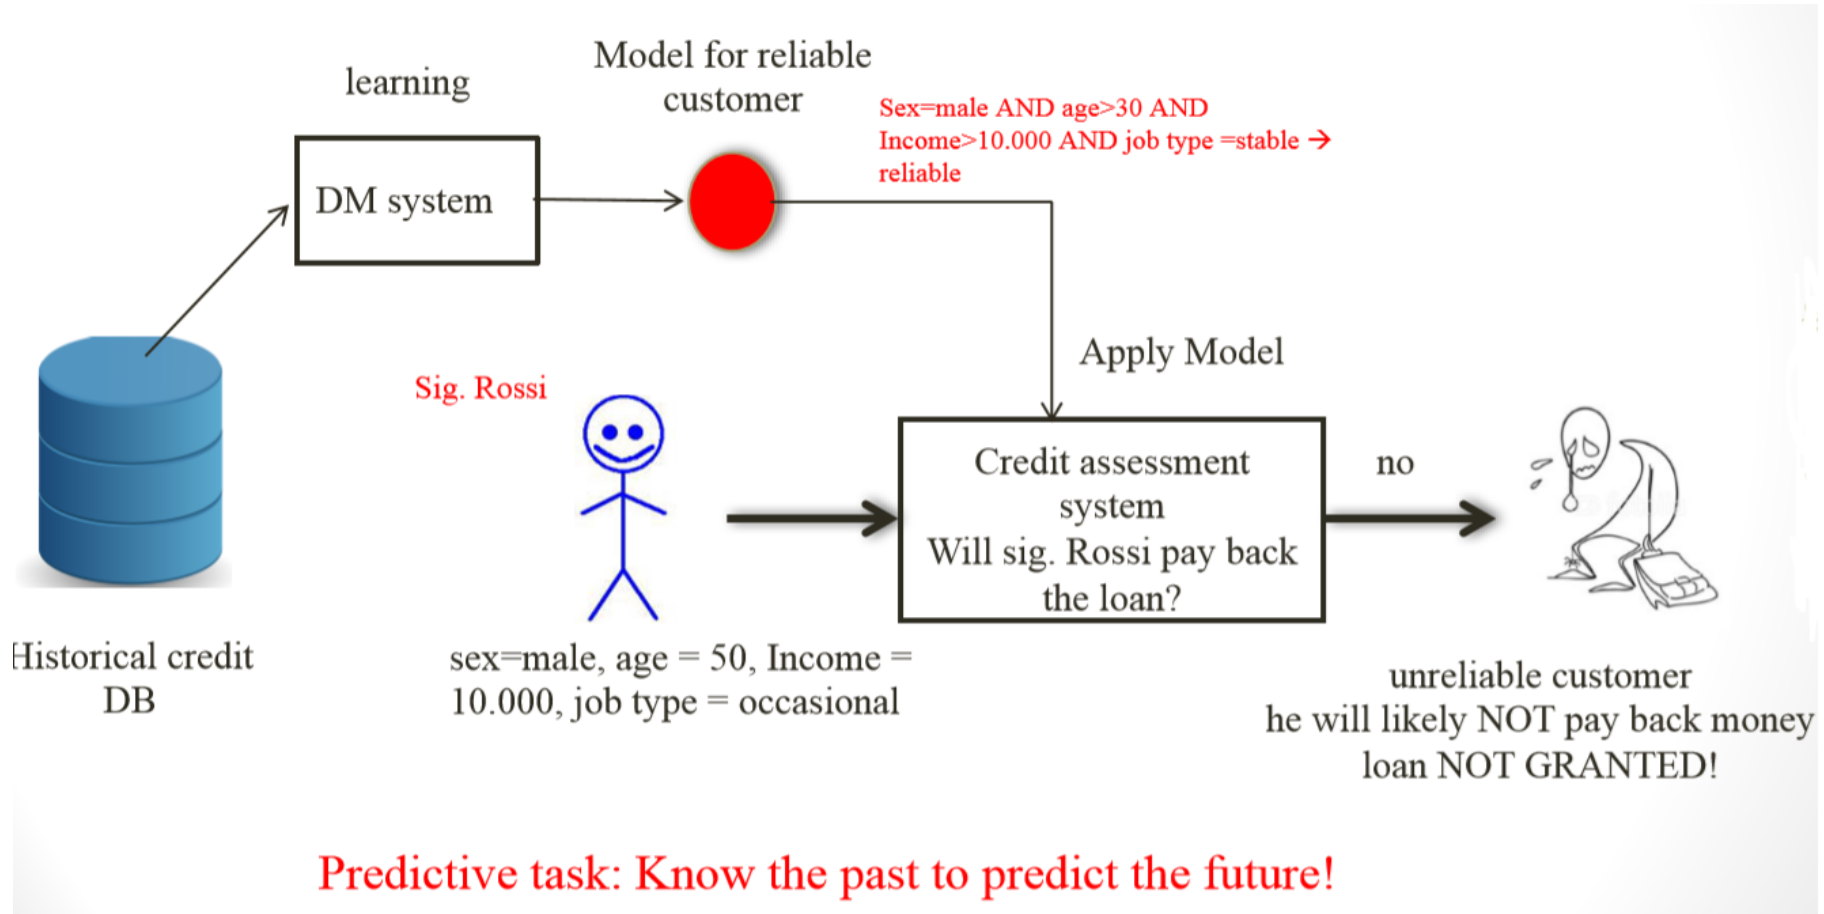 learning
Model for reliable
customer
Sex=male AND age>30 AND
Income>10.000 AND job type =stable →
reliable
DM system
Apply Model
Sig. Rossi
Credit assessment
system
Will sig. Rossi pay back
the loan?
no
Historical credit
DB
sex=male, age = 50, Income =
10.000, job type = occasional
unreliable customer
he will likely NOT pay back money
loan NOT GRANTED!
Predictive task: Know the past to predict the future!